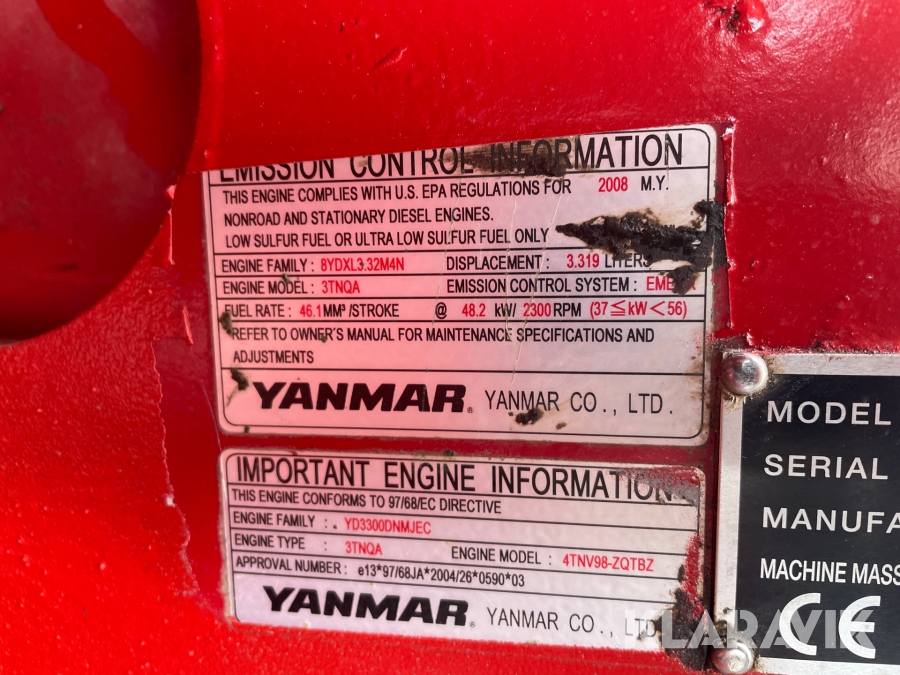 EMISSION CONTROL INFORMATION
THIS ENGINE COMPLIES WITH U.S. EPA REGULATIONS FOR 2008 M.Y.
NONROAD AND STATIONARY DIESEL ENGINES.
LOW SULFUR FUEL OR ULTRA LOW SULFUR FUEL ONLY
ENGINE FAMILY : 8YDXL3.32M4N DISPLACEMENT : 3.319 LITERS
ENGINE MODEL : 3TNQA EMISSION CONTROL SYSTEM :
FUEL RATE : 46.1 MM³ /STROKE @ 48.2 kW/ 2300 RPM (37≦kW<56)
REFER TO OWNER'S MANUAL FOR MAINTENANCE SPECIFICATIONS AND
ADJUSTMENTS
YANMAR. YANMAR CO., LTD.
IMPORTANT ENGINE INFORMATION
THIS ENGINE CONFORMS TO 97/68/EC DIRECTIVE
ENGINE FAMILY : YD3300DNMJEC
ENGINE TYPE : 3TNQA ENGINE MODEL : 4TNV98-ZQTBZ
APPROVAL NUMBER : e13*97/68JA*2004/26*0590*03
YANMAR. YANMAR CO., LTD
MODEL
SERIAL
MANUFA
MACHINE MASS
CE
KLARAVIK